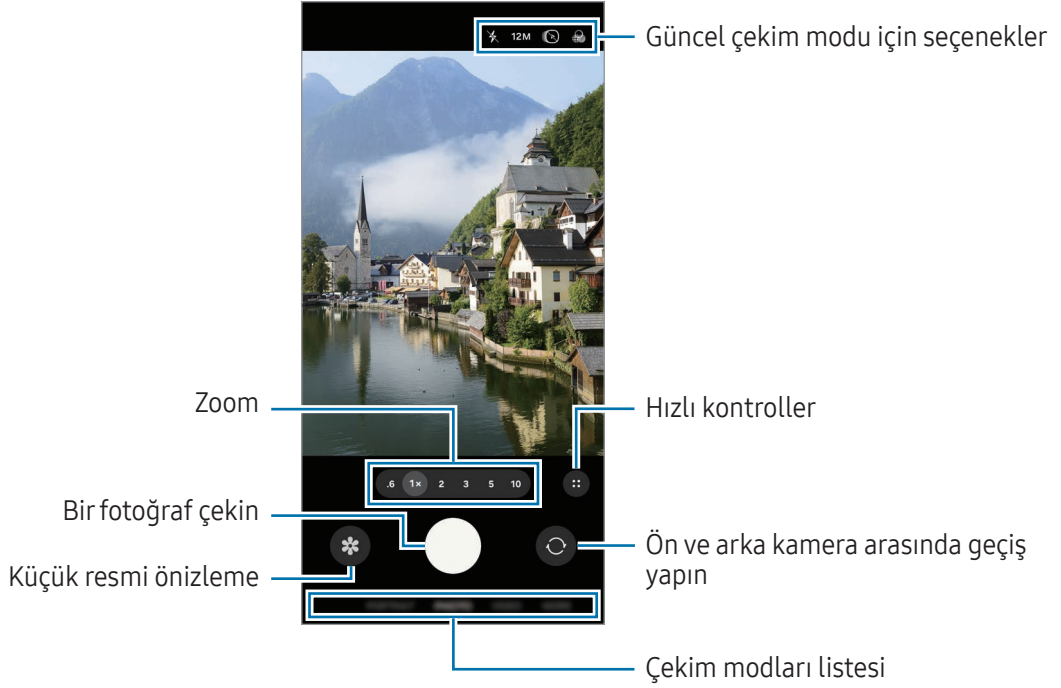 12M
Güncel çekim modu için seçenekler
Zoom
Hızlı kontroller
.6 1x 2 3 5 10
Bir fotoğraf çekin
Ön ve arka kamera arasında geçiş
yapın
Küçük resmi önizleme
Çekim modları listesi